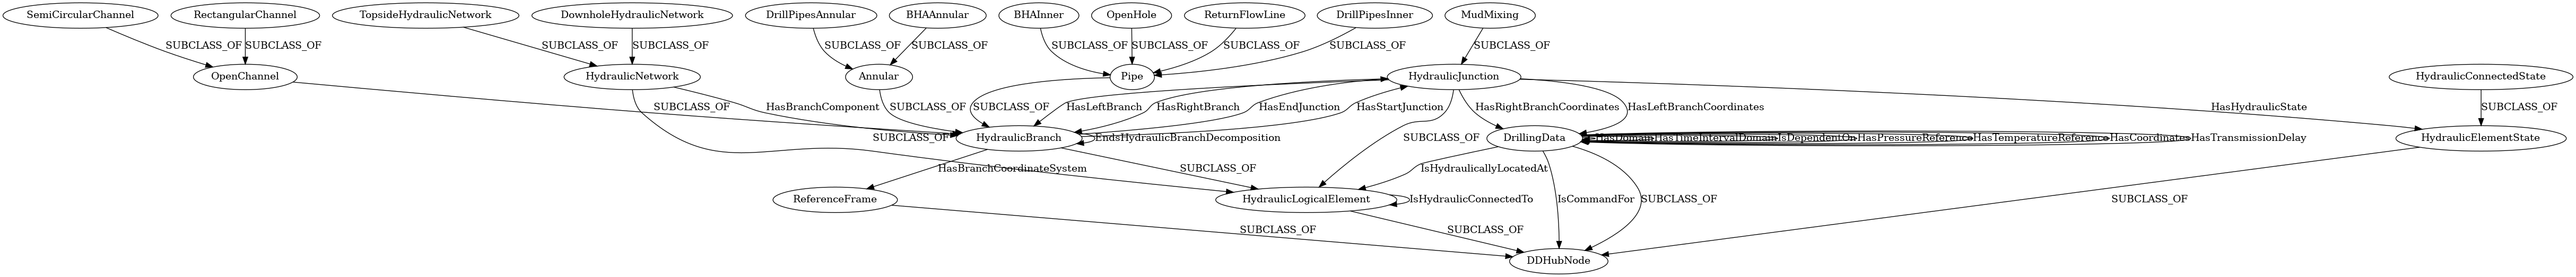 SemiCircularChannel
RectangularChannel
TopsideHydraulicNetwork
DownholeHydraulicNetwork
DrillPipesAnnular
BHAAnnular
BHAInner
OpenHole
ReturnFlowLine
DrillPipesInner
MudMixing
SUBCLASS_OF
SUBCLASS_OF
SUBCLASS_OF
SUBCLASS_OF
SUBCLASS_OF
SUBCLASS_OF
SUBCLASS_OF
SUBCLASS_OF
SUBCLASS_OF
SUBCLASS_OF
SUBCLASS_OF
OpenChannel
HydraulicNetwork
Annular
Pipe
HydraulicJunction
HydraulicConnectedState
SUBCLASS_OF
HasBranchComponent
SUBCLASS_OF
SUBCLASS_OF
HasLeftBranch
HasRightBranch
HasEndJunction
HasStartJunction
HasRightBranchCoordinates
HasLeftBranchCoordinates
HasHydraulicState
SUBCLASS_OF
SUBCLASS_OF
HydraulicBranch
EndsHydraulicBranchDecomposition
SUBCLASS_OF
DrillingData
HasDomain
HasTimeIntervalDomain
IsDependentOn
HasPressureReference
HasTemperatureReference
HasCoordinates
HasTransmissionDelay
HydraulicElementState
HasBranchCoordinateSystem
SUBCLASS_OF
IsHydraulicallyLocatedAt
ReferenceFrame
HydraulicLogicalElement
IsHydraulicConnectedTo
IsCommandFor
SUBCLASS_OF
SUBCLASS_OF
SUBCLASS_OF
SUBCLASS_OF
DDHubNode